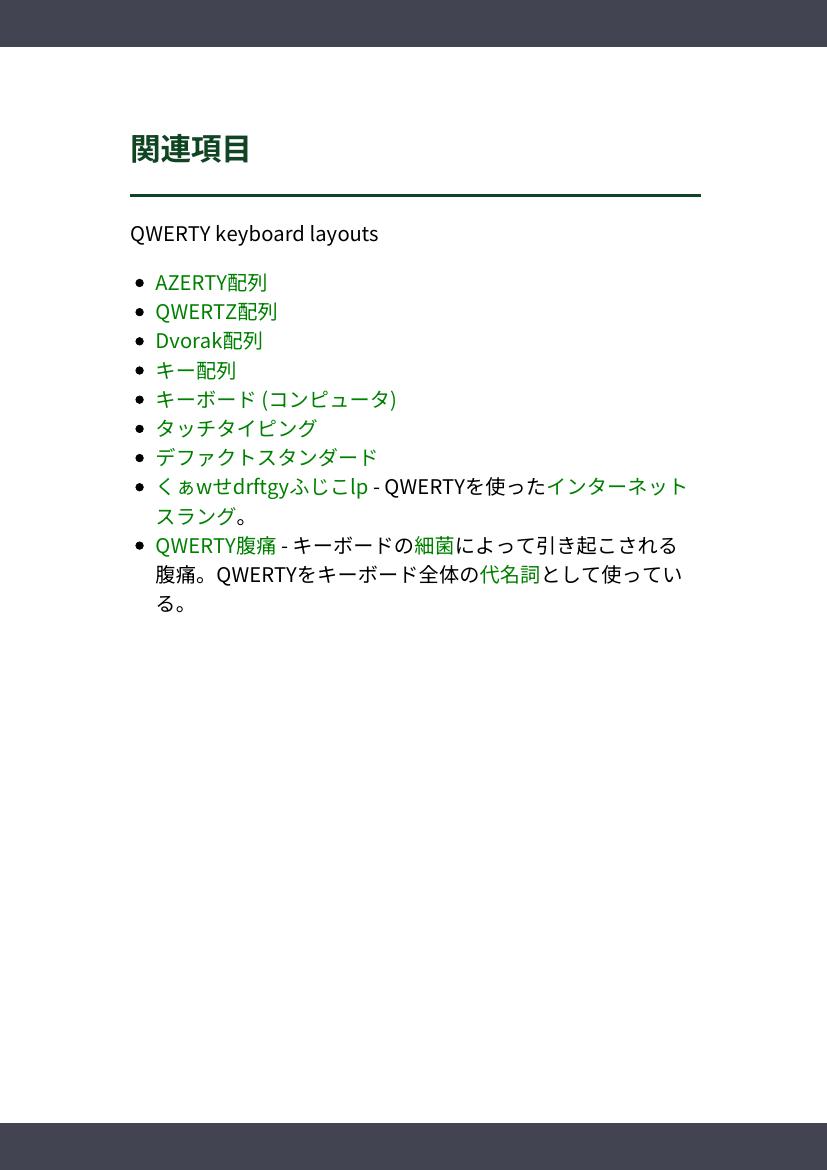 関連項目
QWERTY keyboard layouts
AZERTY配列
QWERTZ配列
Dvorak配列
キー配列
キーボード (コンピュータ)
タッチタイピング
デファクトスタンダード
くぁwせdrftgyふじこlp - QWERTYを使ったインターネット
スラング。
QWERTY腹痛 - キーボードの細菌によって引き起こされる
腹痛。QWERTYをキーボード全体の代名詞として使ってい
る。